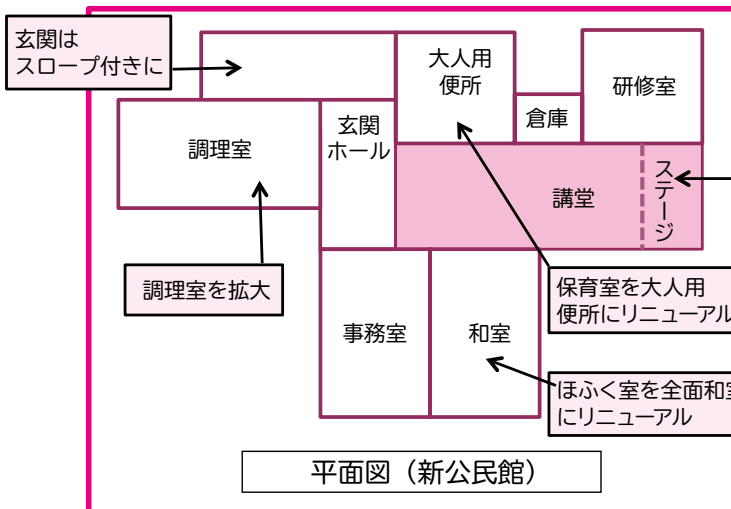 玄関は
スロープ付きに
大人用
便所
研修室
倉庫
玄関
ホール
調理室
講堂
ステージ
調理室を拡大
保育室を大人用
便所にリニューアル
事務室
和室
ほふく室を全面和室
にリニューアル
平面図（新公民館）